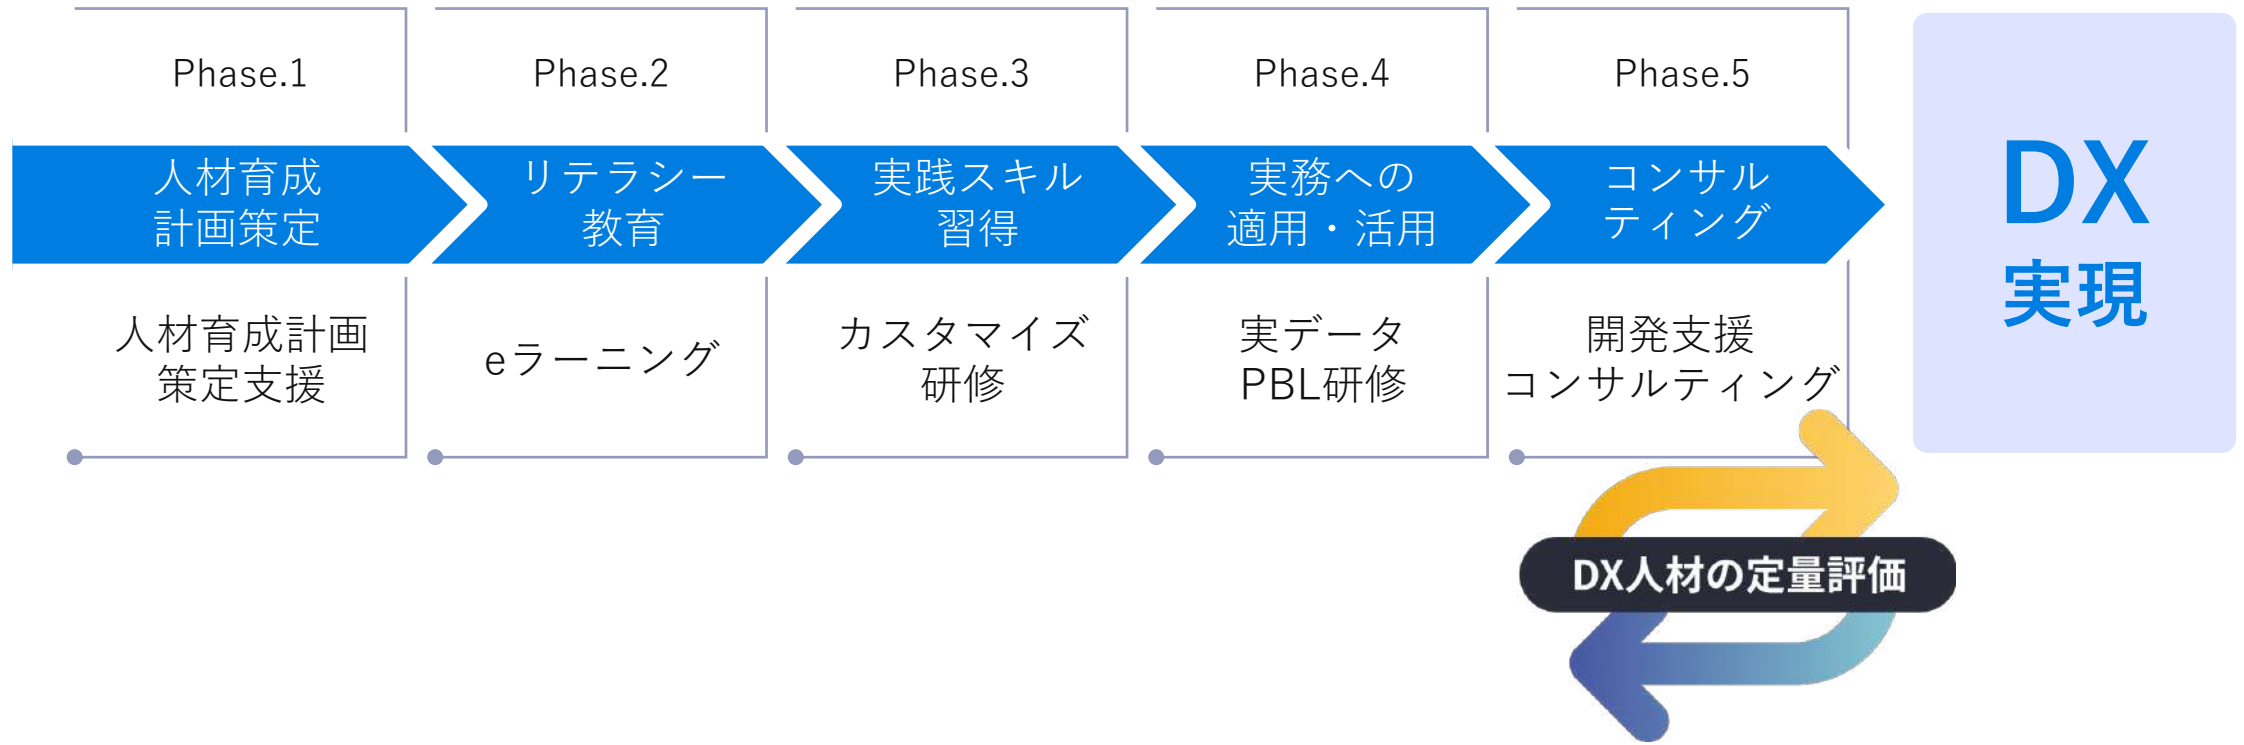 Phase.1
Phase.2
Phase.3
Phase.4
Phase.5
人材育成
計画策定
リテラシー
教育
実践スキル
習得
実務への
適用・活用
コンサル
ティング
人材育成計画
策定支援
eラーニング
カスタマイズ
研修
実データ
PBL研修
開発支援
コンサルティング
DX
実現
DX人材の定量評価